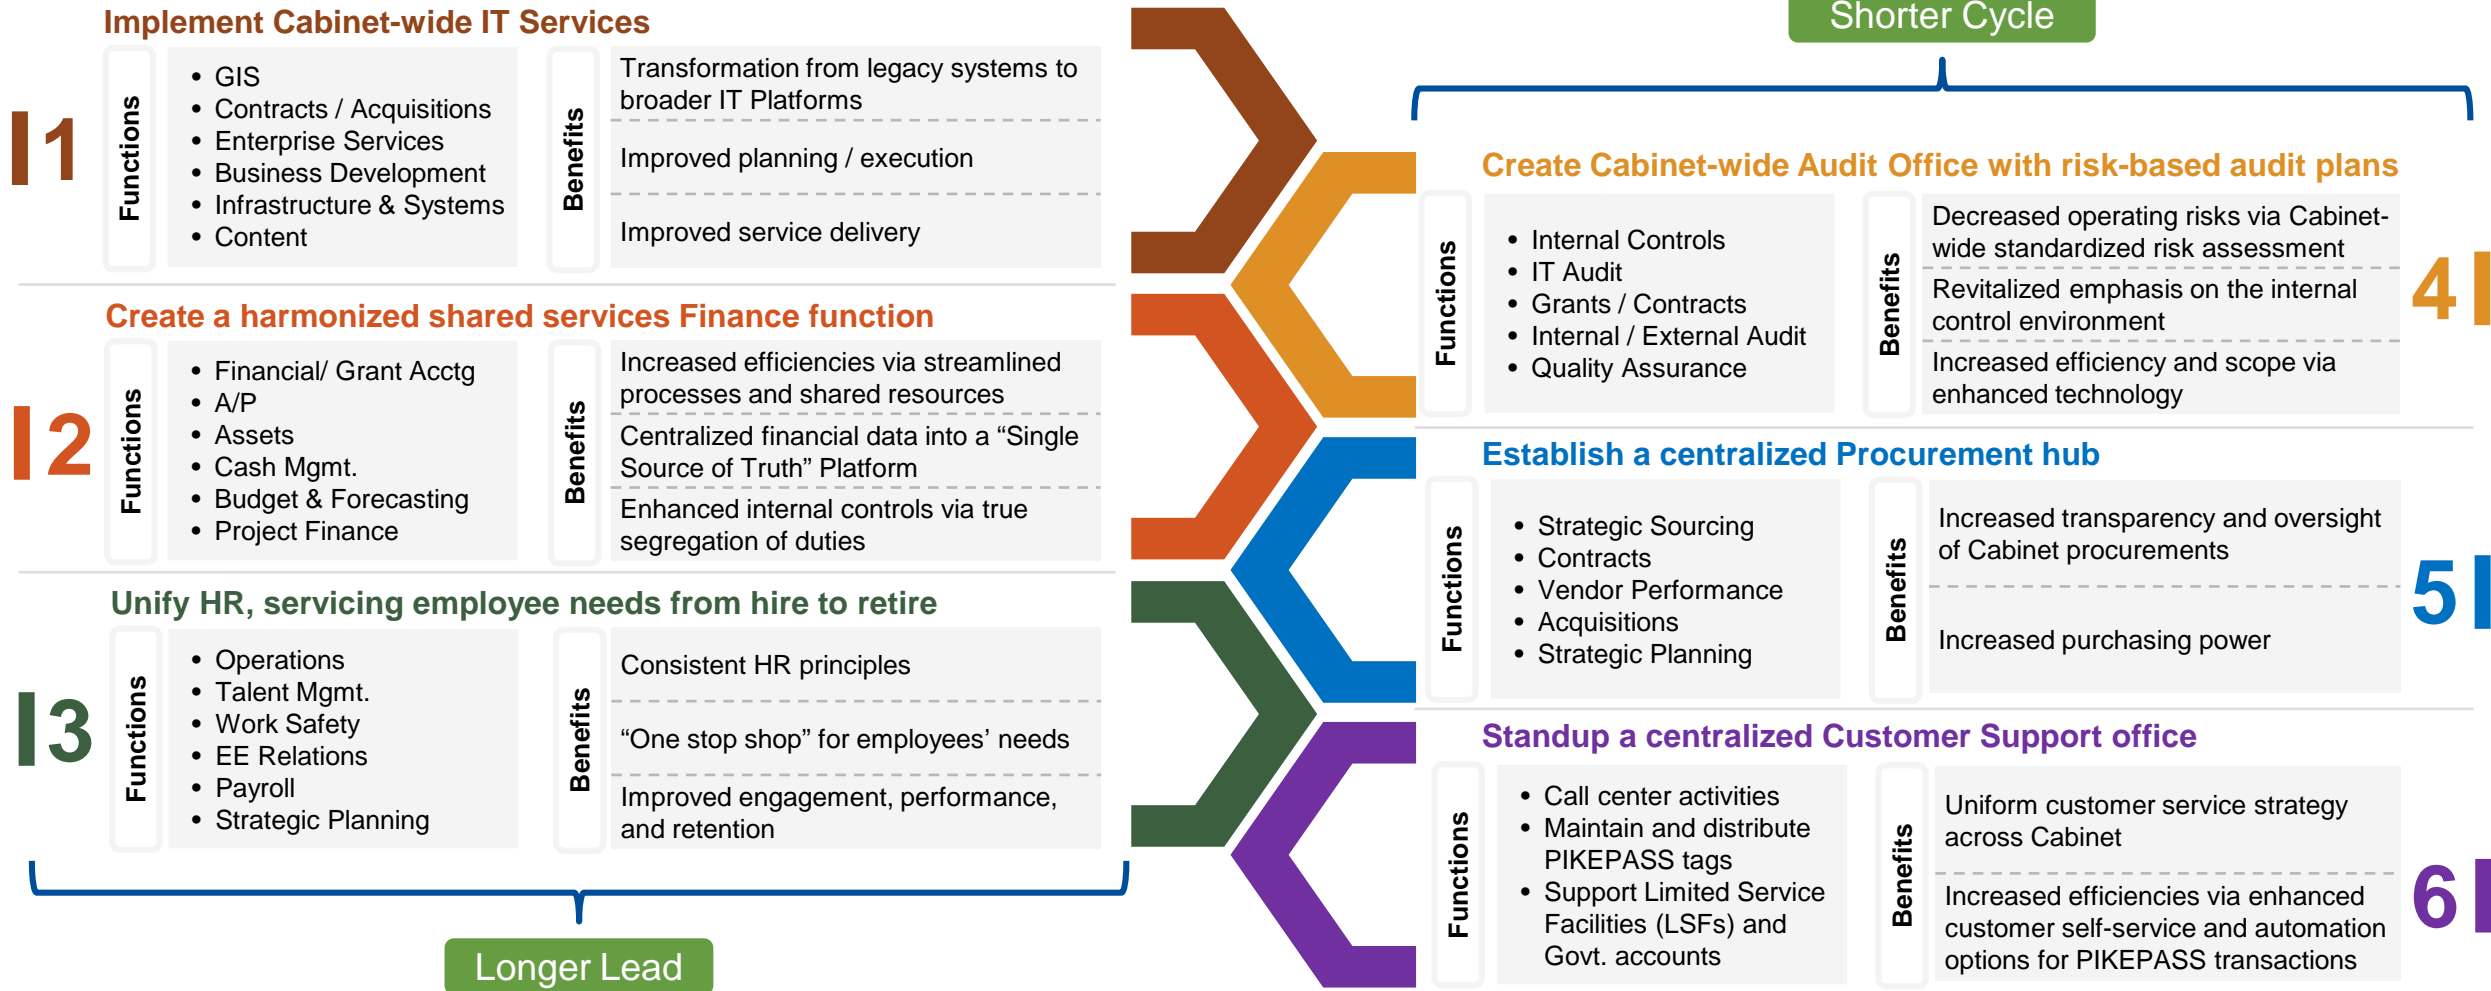 Implement Cabinet-wide IT Services
1
Functions
• GIS
• Contracts / Acquisitions
• Enterprise Services
• Business Development
• Infrastructure & Systems
• Content
Benefits
Transformation from legacy systems to
broader IT Platforms
Improved planning / execution
Improved service delivery
Create a harmonized shared services Finance function
2
Functions
• Financial/ Grant Acctg
• A/P
• Assets
• Cash Mgmt.
• Budget & Forecasting
• Project Finance
Benefits
Increased efficiencies via streamlined
processes and shared resources
Centralized financial data into a “Single
Source of Truth” Platform
Enhanced internal controls via true
segregation of duties
Unify HR, servicing employee needs from hire to retire
3
Functions
• Operations
• Talent Mgmt.
• Work Safety
• EE Relations
• Payroll
• Strategic Planning
Benefits
Consistent HR principles
“One stop shop” for employees’ needs
Improved engagement, performance,
and retention
Longer Lead
Shorter Cycle
Create Cabinet-wide Audit Office with risk-based audit plans
Functions
• Internal Controls
• IT Audit
• Grants / Contracts
• Internal / External Audit
• Quality Assurance
Benefits
Decreased operating risks via Cabinet-
wide standardized risk assessment
Revitalized emphasis on the internal
control environment
Increased efficiency and scope via
enhanced technology
4
Establish a centralized Procurement hub
Functions
• Strategic Sourcing
• Contracts
• Vendor Performance
• Acquisitions
• Strategic Planning
Benefits
Increased transparency and oversight
of Cabinet procurements
Increased purchasing power
5
Standup a centralized Customer Support office
Functions
• Call center activities
• Maintain and distribute
PIKEPASS tags
• Support Limited Service
Facilities (LSFs) and
Govt. accounts
Benefits
Uniform customer service strategy
across Cabinet
Increased efficiencies via enhanced
customer self-service and automation
options for PIKEPASS transactions
6